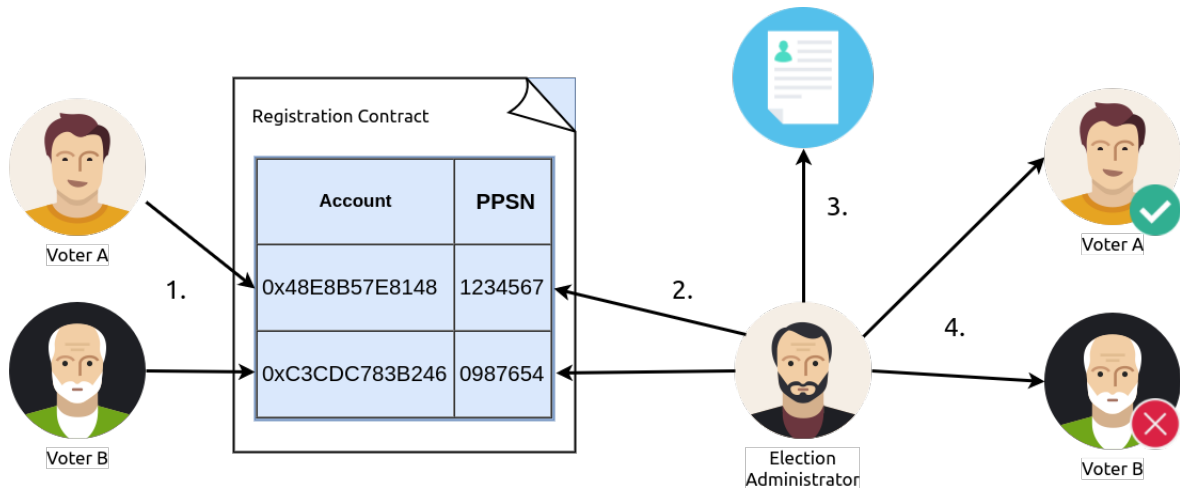 Registration Contract
Account PPSN
0x48E8B57E8148 1234567
0xC3CDC783B246 0987654
Voter A
Voter B
1.
2.
3.
4.
Election
Administrator
Voter A
Voter B